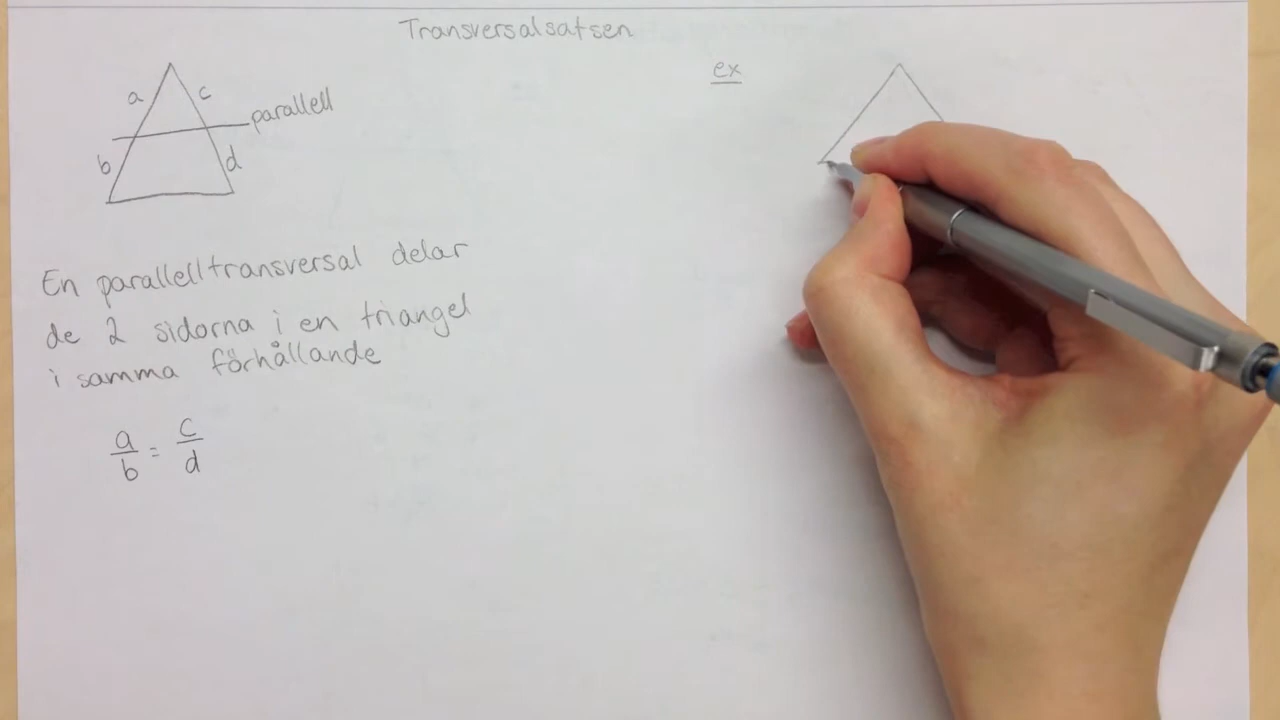 Transversalsatsen
a
c
parallell
b
d
En parallelltransversal delar
de 2 sidorna i en triangel
i samma förhållande
a/b = c/d
ex